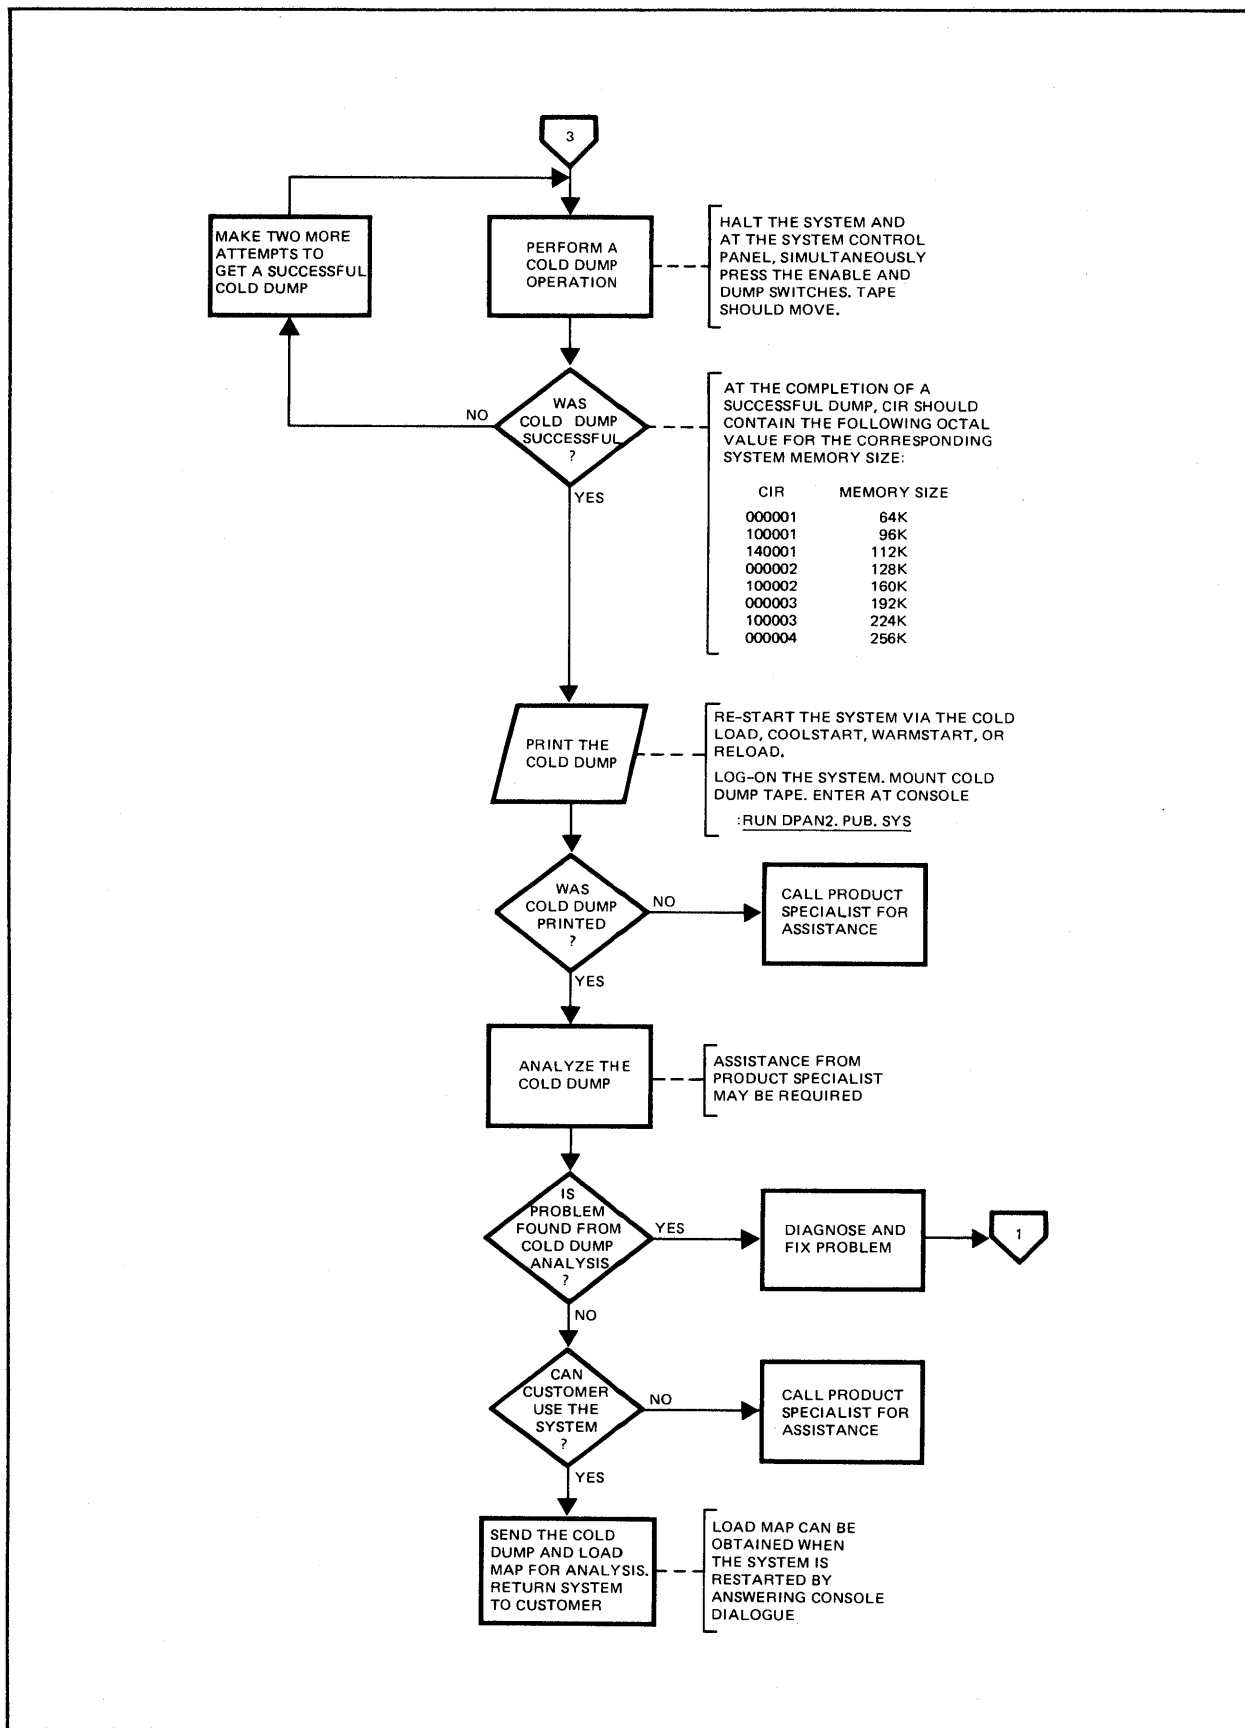 3
MAKE TWO MORE
ATTEMPTS TO
GET A SUCCESSFUL
COLD DUMP
PERFORM A
COLD DUMP
OPERATION
HALT THE SYSTEM AND
AT THE SYSTEM CONTROL
PANEL, SIMULTANEOUSLY
PRESS THE ENABLE AND
DUMP SWITCHES. TAPE
SHOULD MOVE.
NO
WAS
COLD DUMP
SUCCESSFUL
?
YES
AT THE COMPLETION OF A
SUCCESSFUL DUMP, CIR SHOULD
CONTAIN THE FOLLOWING OCTAL
VALUE FOR THE CORRESPONDING
SYSTEM MEMORY SIZE:
CIR MEMORY SIZE
000001 64K
100001 96K
140001 112K
000002 128K
100002 160K
000003 192K
100003 224K
000004 256K
PRINT THE
COLD DUMP
RE-START THE SYSTEM VIA THE COLD
LOAD, COOLSTART, WARMSTART, OR
RELOAD.
LOG-ON THE SYSTEM. MOUNT COLD
DUMP TAPE. ENTER AT CONSOLE
:RUN DPAN2. PUB. SYS
WAS
COLD DUMP
PRINTED
?
NO
YES
CALL PRODUCT
SPECIALIST FOR
ASSISTANCE
ANALYZE THE
COLD DUMP
ASSISTANCE FROM
PRODUCT SPECIALIST
MAY BE REQUIRED
IS
PROBLEM
FOUND FROM
COLD DUMP
ANALYSIS
?
YES
NO
DIAGNOSE AND
FIX PROBLEM
1
CAN
CUSTOMER
USE THE
SYSTEM
?
NO
YES
CALL PRODUCT
SPECIALIST FOR
ASSISTANCE
SEND THE COLD
DUMP AND LOAD
MAP FOR ANALYSIS.
RETURN SYSTEM
TO CUSTOMER
LOAD MAP CAN BE
OBTAINED WHEN
THE SYSTEM IS
RESTARTED BY
ANSWERING CONSOLE
DIALOGUE